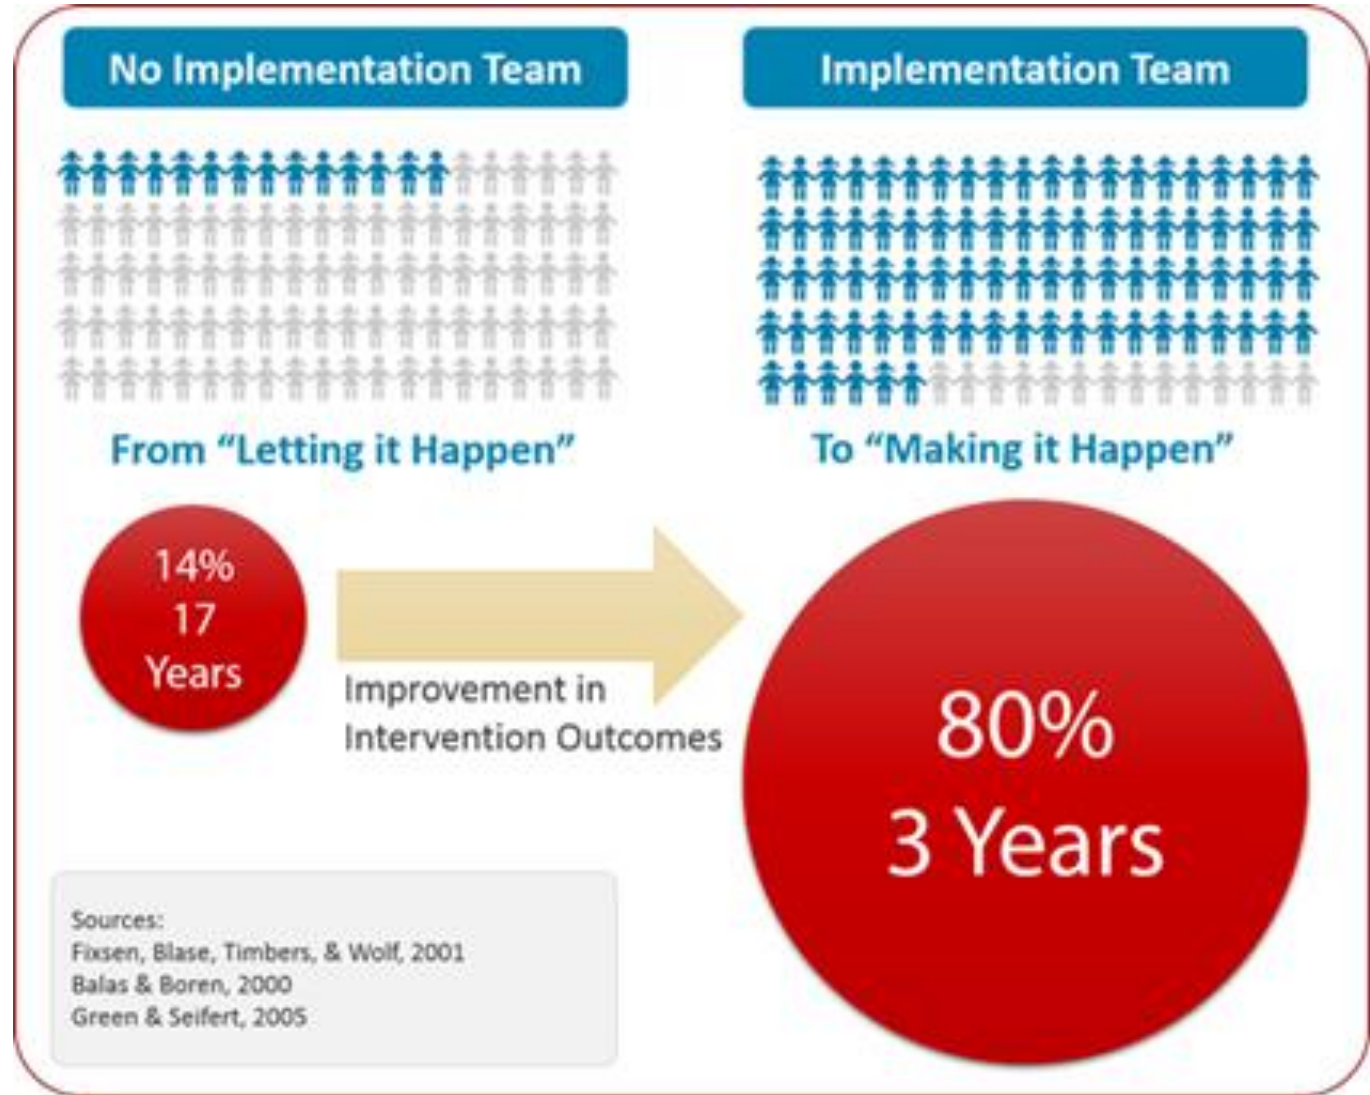 No Implementation Team
Implementation Team
From “Letting it Happen”
To “Making it Happen”
14%
17
Years
Improvement in
Intervention Outcomes
80%
3 Years
Sources:
Fixsen, Blase, Timbers, & Wolf, 2001
Balas & Boren, 2000
Green & Seifert, 2005